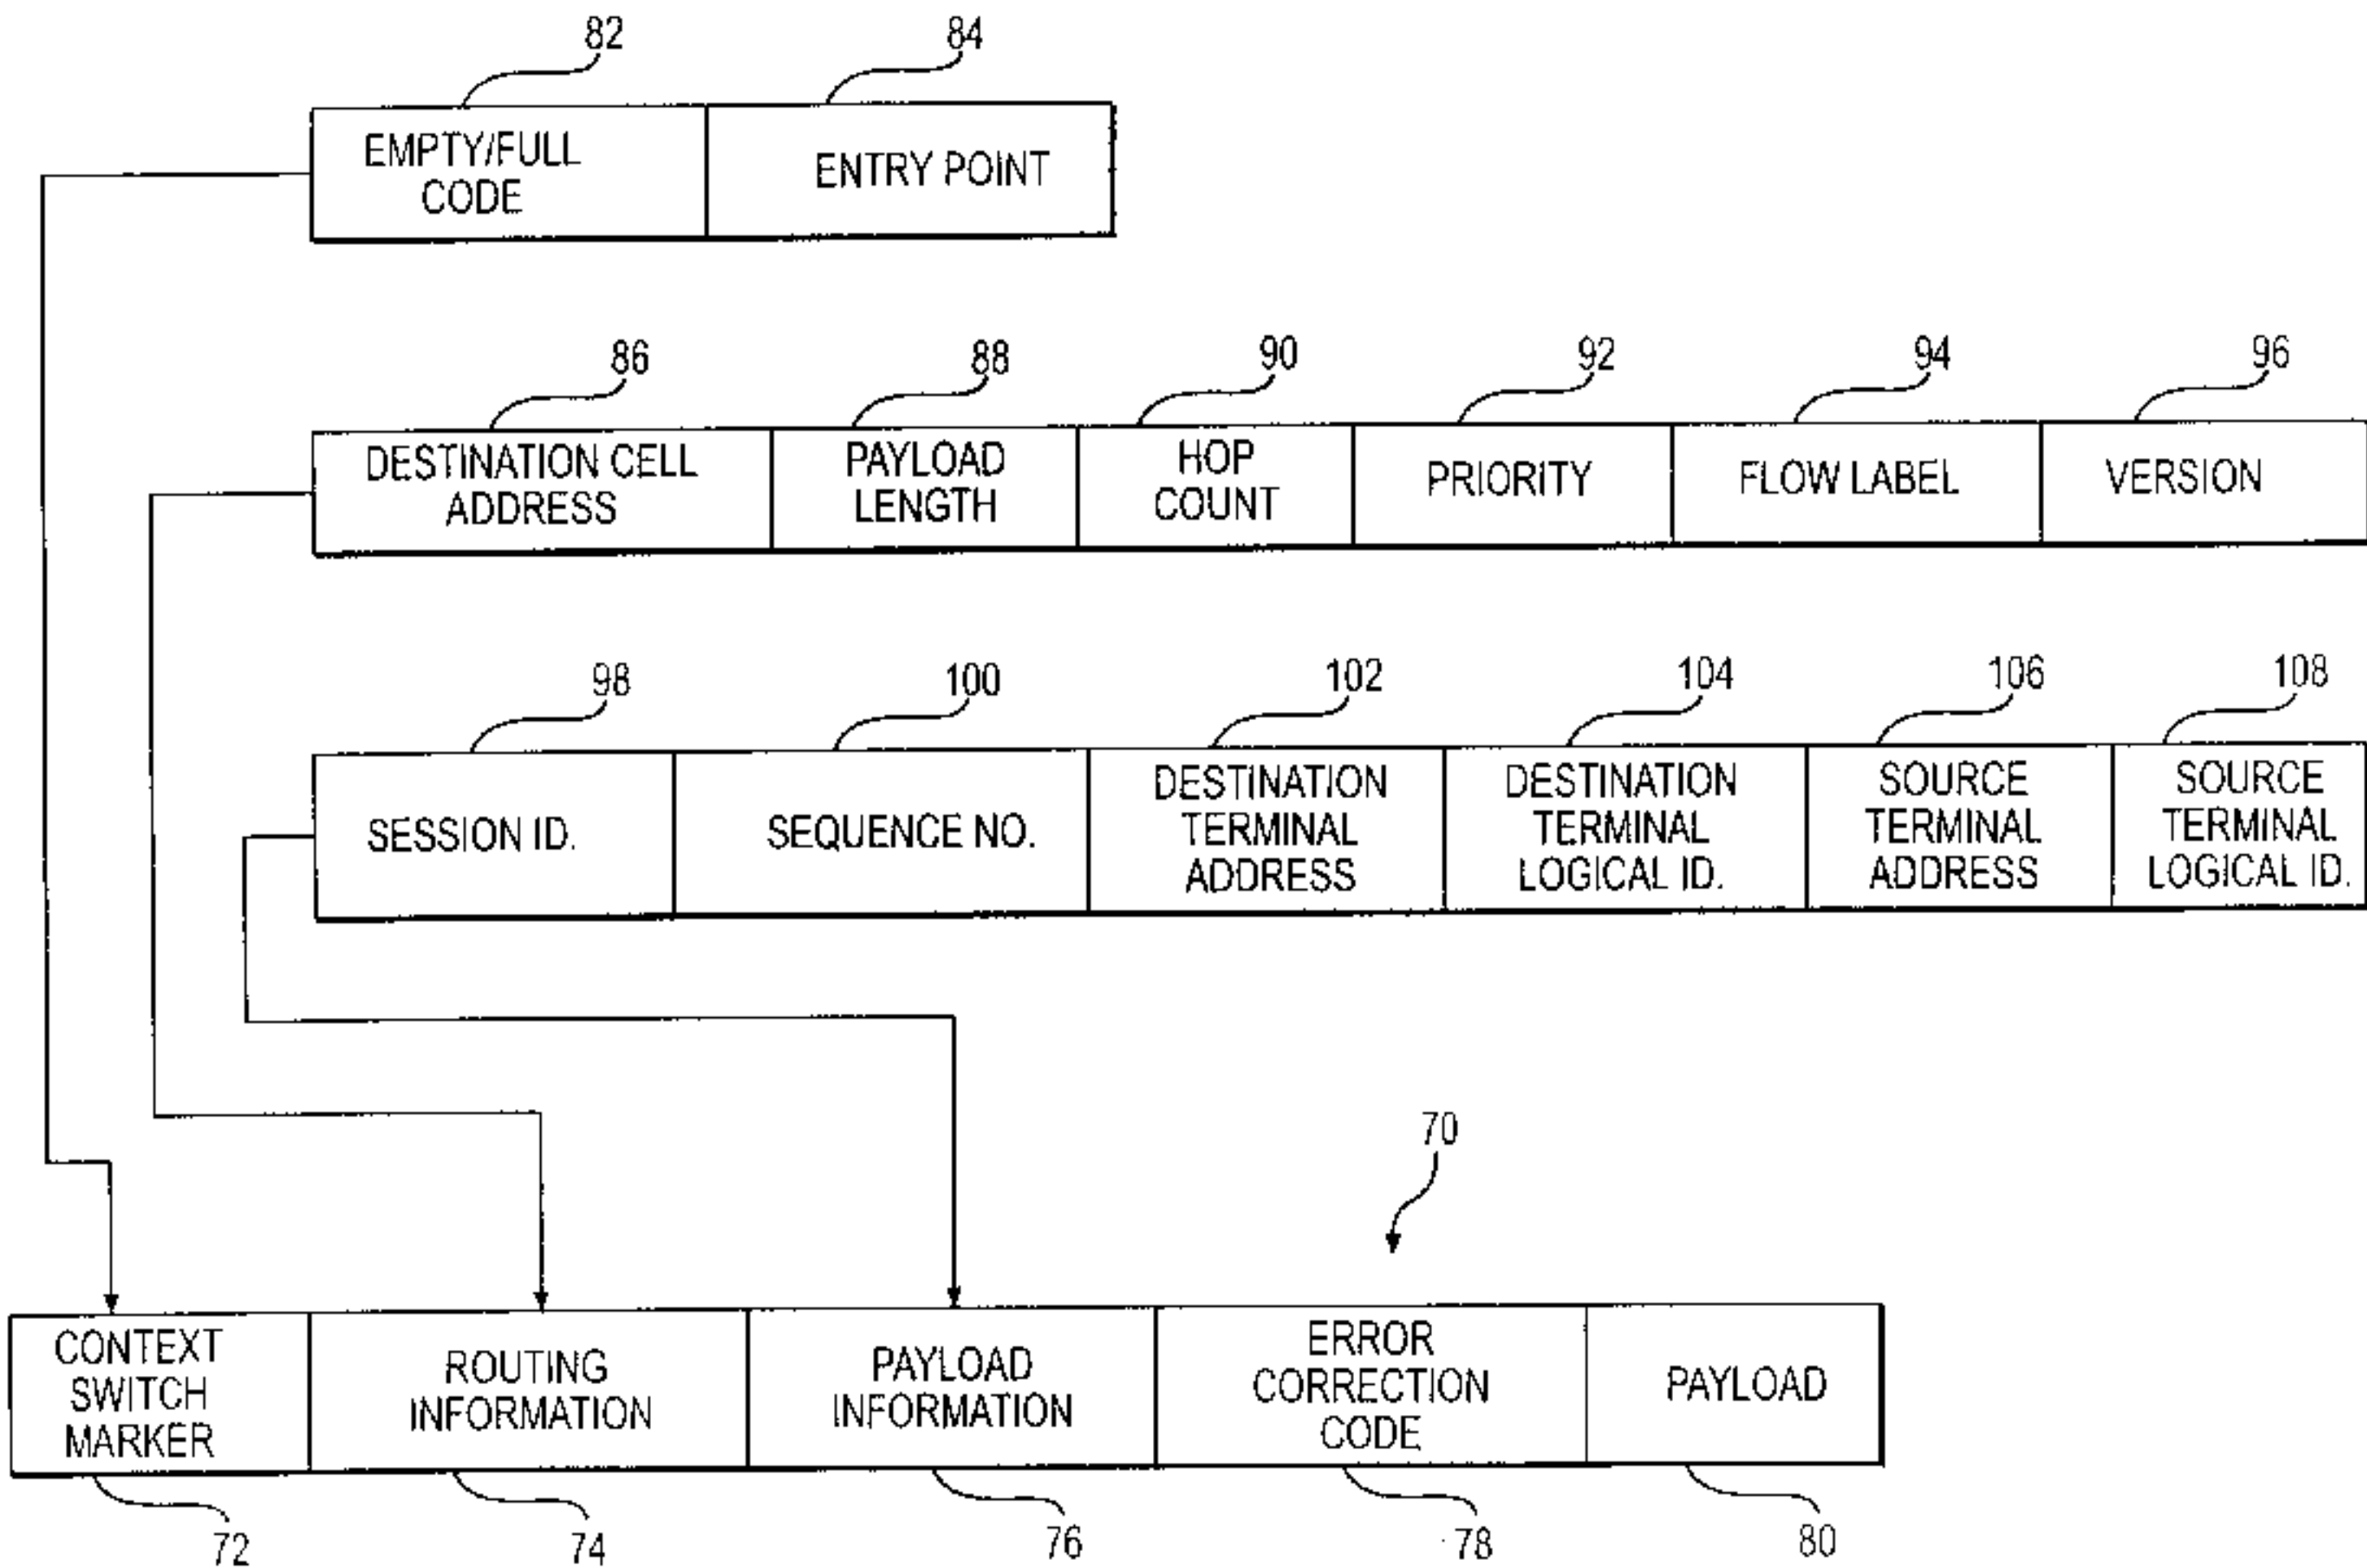 82 84
EMPTY/FULL
CODE
ENTRY POINT
86 88 90 92 94 96
DESTINATION CELL
ADDRESS
PAYLOAD
LENGTH
HOP
COUNT
PRIORITY
FLOW LABEL
VERSION
98 100 102 104 106 108
SESSION ID.
SEQUENCE NO.
DESTINATION
TERMINAL
ADDRESS
DESTINATION
TERMINAL
LOGICAL ID.
SOURCE
TERMINAL
ADDRESS
SOURCE
TERMINAL
LOGICAL ID.
70
CONTEXT
SWITCH
MARKER
ROUTING
INFORMATION
PAYLOAD
INFORMATION
ERROR
CORRECTION
CODE
PAYLOAD
72 74 76 78 80